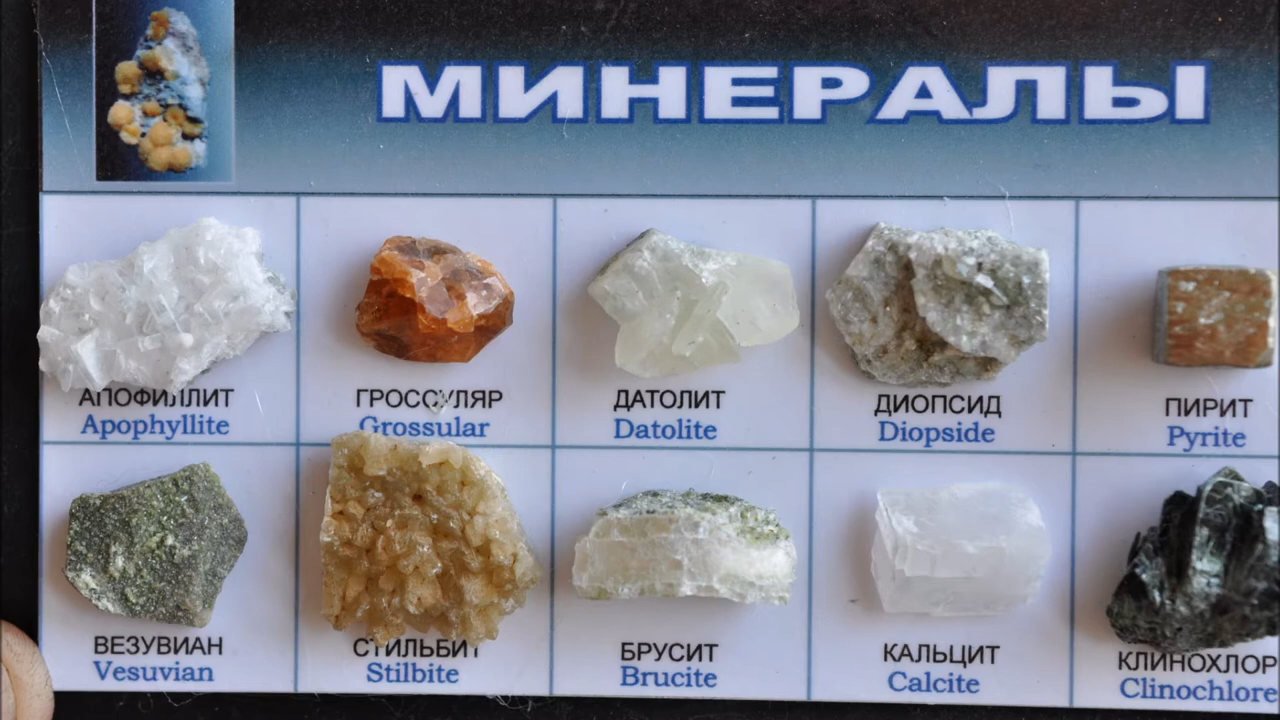 МИНЕРАЛЫ
АПОФИЛЛИТ
Apophyllite
ГРОССУЛЯР
Grossular
ДАТОЛИТ
Datolite
ДИОПСИД
Diopside
ПИРИТ
Pyrite
ВЕЗУВИАН
Vesuvian
СТИЛЬБИТ
Stilbite
БРУСИТ
Brucite
КАЛЬЦИТ
Calcite
КЛИНОХЛОР
Clinochlore